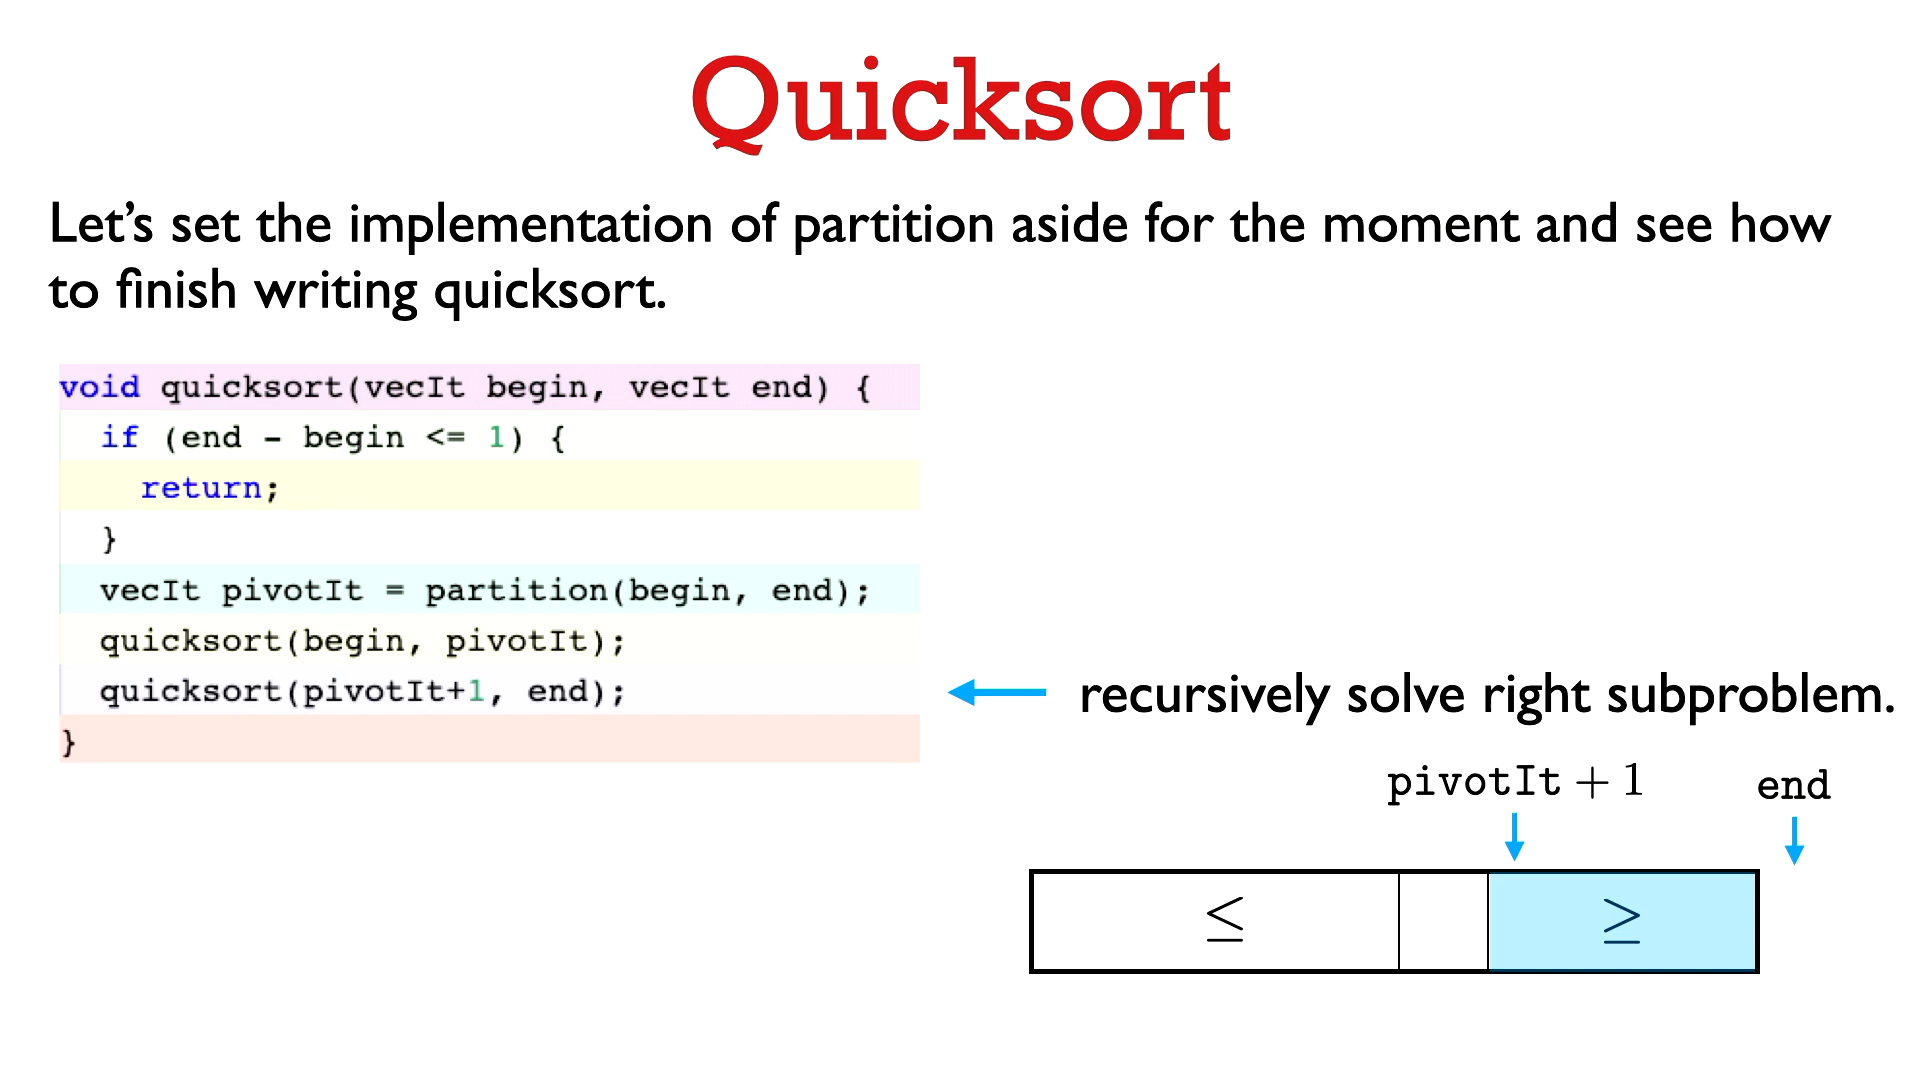 Quicksort
Let’s set the implementation of partition aside for the moment and see how
to finish writing quicksort.
void quicksort(vecIt begin, vecIt end) {
if (end - begin <= 1) {
return;
}
vecIt pivotIt = partition(begin, end);
quicksort(begin, pivotIt);
quicksort(pivotIt+1, end);
}
recursively solve right subproblem.
pivotIt + 1
end
≤
≥